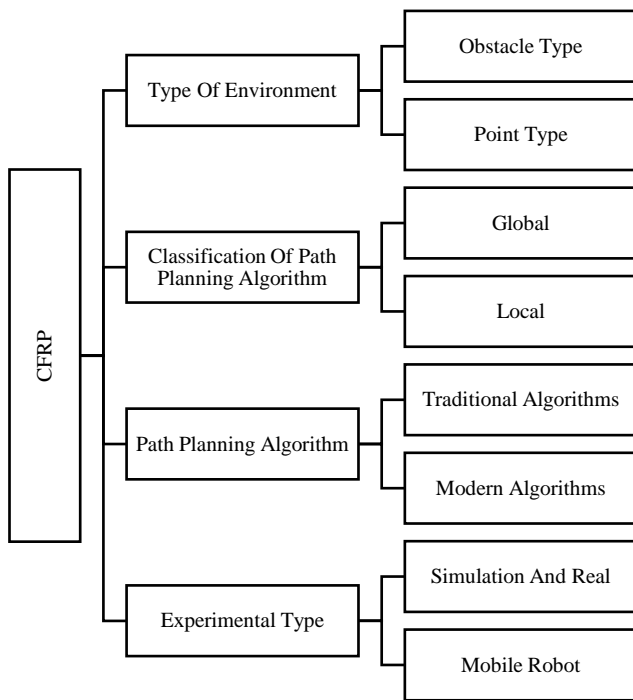 CFRP
Type Of Environment
Obstacle Type
Point Type
Classification Of Path
Planning Algorithm
Global
Local
Path Planning Algorithm
Traditional Algorithms
Modern Algorithms
Experimental Type
Simulation And Real
Mobile Robot